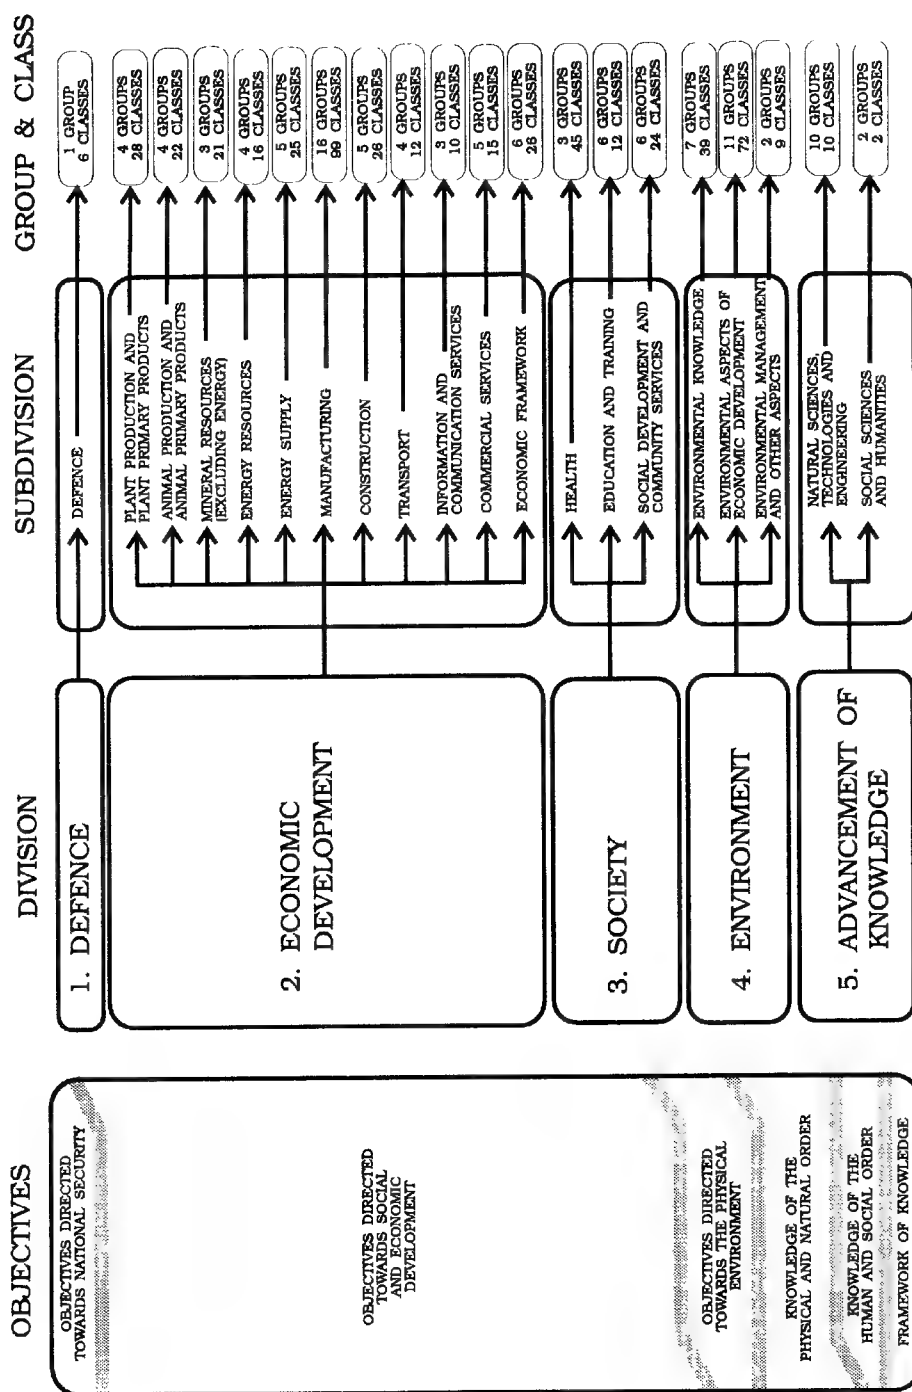 OBJECTIVES
DIVISION
SUBDIVISION
GROUP & CLASS
OBJECTIVES DIRECTED
TOWARDS NATIONAL SECURITY
OBJECTIVES DIRECTED
TOWARDS SOCIAL
AND ECONOMIC
DEVELOPMENT
OBJECTIVES DIRECTED
TOWARDS THE PHYSICAL
ENVIRONMENT
KNOWLEDGE OF THE
PHYSICAL AND NATURAL ORDER
KNOWLEDGE OF THE
HUMAN AND SOCIAL ORDER
FRAMEWORK OF KNOWLEDGE
1. DEFENCE
2. ECONOMIC
DEVELOPMENT
3. SOCIETY
4. ENVIRONMENT
5. ADVANCEMENT OF
KNOWLEDGE
DEFENCE
PLANT PRODUCTION AND
PLANT PRIMARY PRODUCTS
ANIMAL PRODUCTION AND
ANIMAL PRIMARY PRODUCTS
MINERAL RESOURCES
(EXCLUDING ENERGY)
ENERGY RESOURCES
ENERGY SUPPLY
MANUFACTURING
CONSTRUCTION
TRANSPORT
INFORMATION AND
COMMUNICATION SERVICES
COMMERCIAL SERVICES
ECONOMIC FRAMEWORK
HEALTH
EDUCATION AND TRAINING
SOCIAL DEVELOPMENT AND
COMMUNITY SERVICES
ENVIRONMENTAL KNOWLEDGE
ENVIRONMENTAL ASPECTS OF
ECONOMIC DEVELOPMENT
ENVIRONMENTAL MANAGEMENT
AND OTHER ASPECTS
NATURAL SCIENCES,
TECHNOLOGIES AND
ENGINEERING
SOCIAL SCIENCES
AND HUMANITIES
1 GROUP
6 CLASSES
4 GROUPS
28 CLASSES
4 GROUPS
22 CLASSES
3 GROUPS
21 CLASSES
4 GROUPS
16 CLASSES
5 GROUPS
25 CLASSES
16 GROUPS
99 CLASSES
5 GROUPS
26 CLASSES
4 GROUPS
12 CLASSES
3 GROUPS
10 CLASSES
5 GROUPS
15 CLASSES
6 GROUPS
26 CLASSES
3 GROUPS
45 CLASSES
6 GROUPS
12 CLASSES
6 GROUPS
24 CLASSES
7 GROUPS
39 CLASSES
11 GROUPS
72 CLASSES
2 GROUPS
9 CLASSES
10 GROUPS
10 CLASSES
2 GROUPS
2 CLASSES